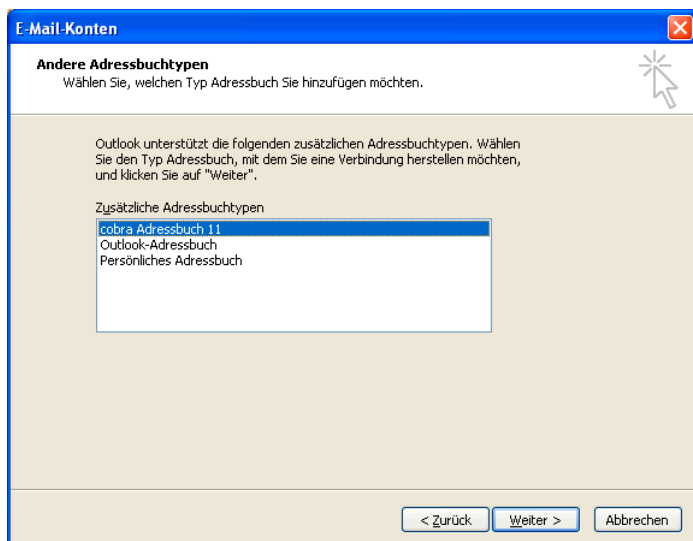 E-Mail-Konten
Andere Adressbuchtypen
Wählen Sie, welchen Typ Adressbuch Sie hinzufügen möchten.
Outlook unterstützt die folgenden zusätzlichen Adressbuchtypen. Wählen
Sie den Typ Adressbuch, mit dem Sie eine Verbindung herstellen möchten,
und klicken Sie auf "Weiter".
Zusätzliche Adressbuchtypen
cobra Adressbuch 11
Outlook-Adressbuch
Persönliches Adressbuch
< Zurück Weiter > Abbrechen